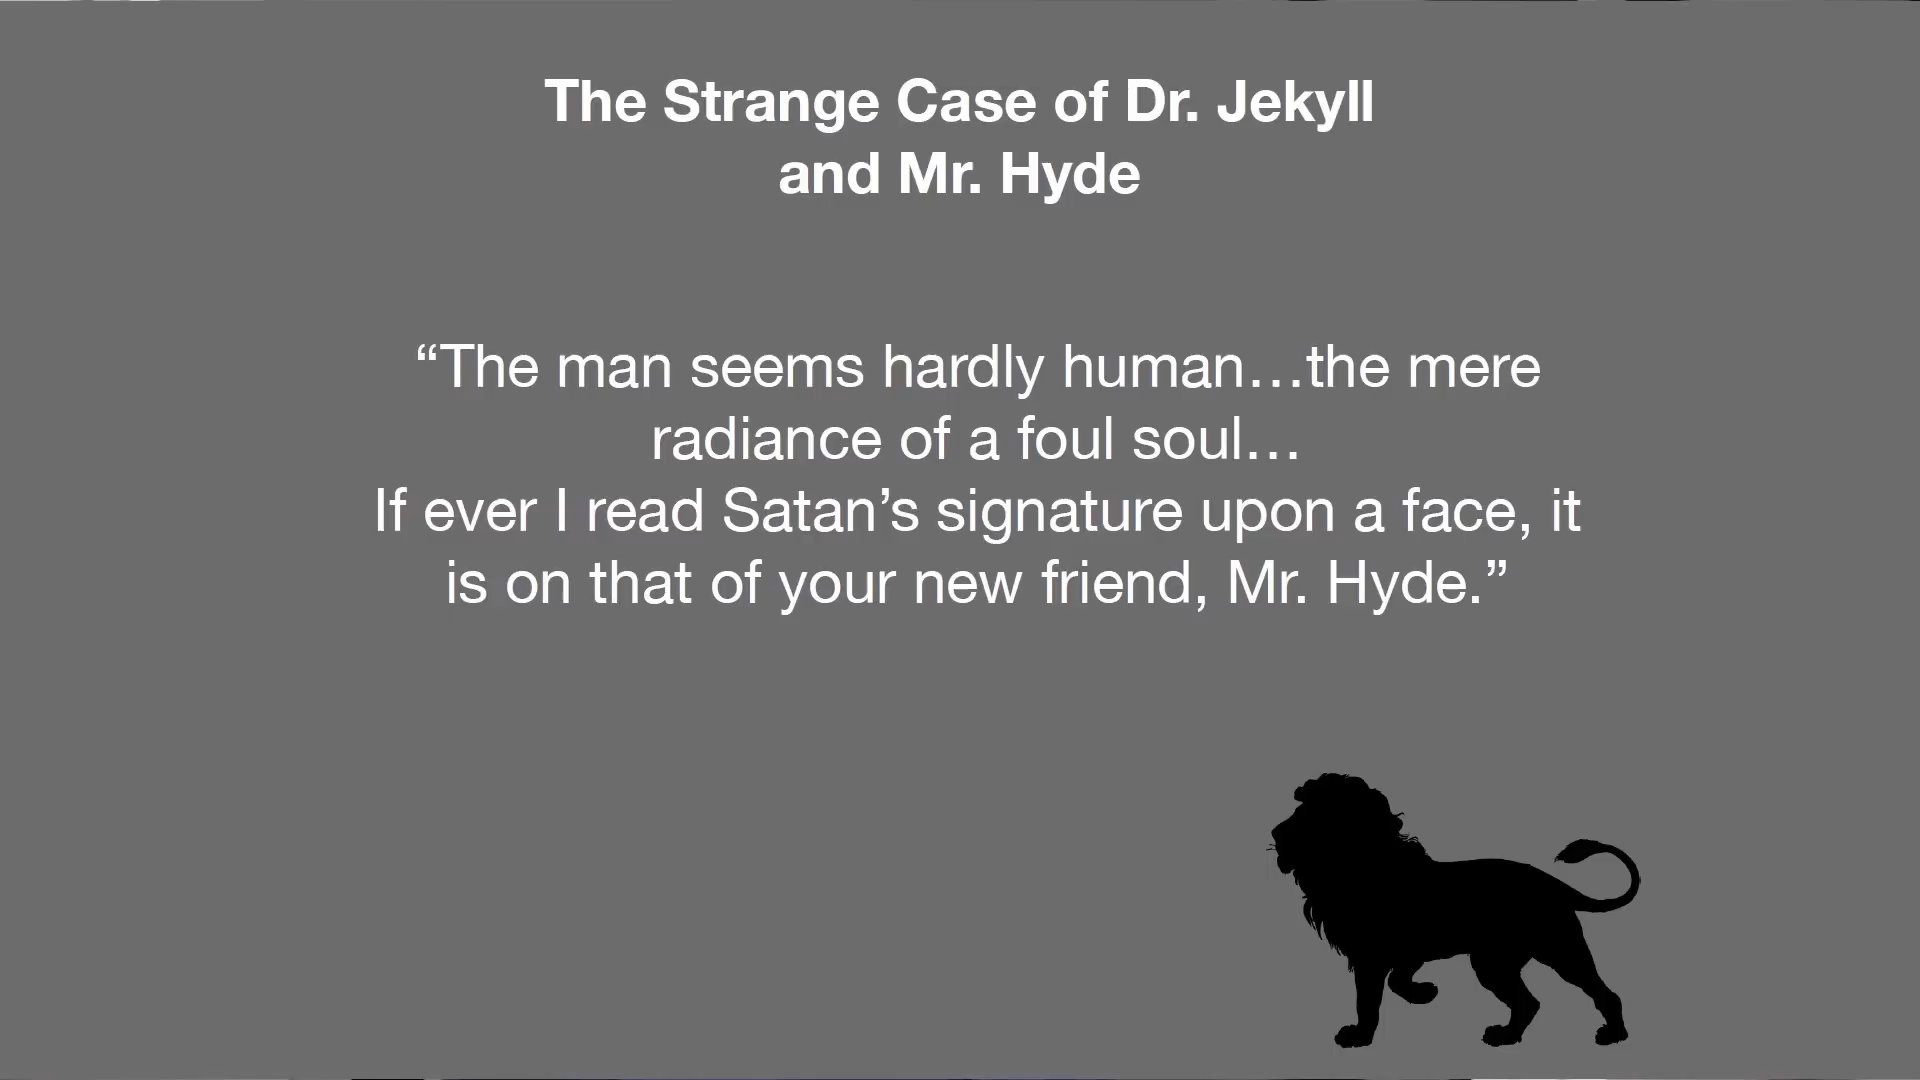 The Strange Case of Dr. Jekyll
and Mr. Hyde
“The man seems hardly human…the mere
radiance of a foul soul…
If ever I read Satan’s signature upon a face, it
is on that of your new friend, Mr. Hyde.”